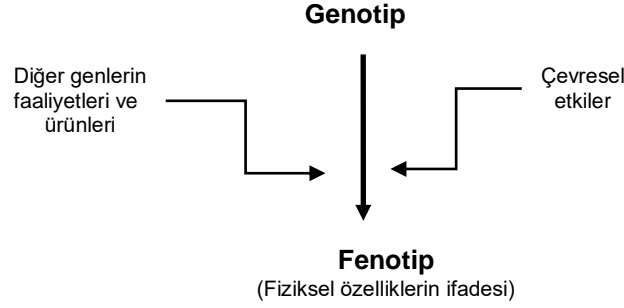 Genotip
Diğer genlerin
faaliyetleri ve
ürünleri
Çevresel
etkiler
Fenotip
(Fiziksel özelliklerin ifadesi)